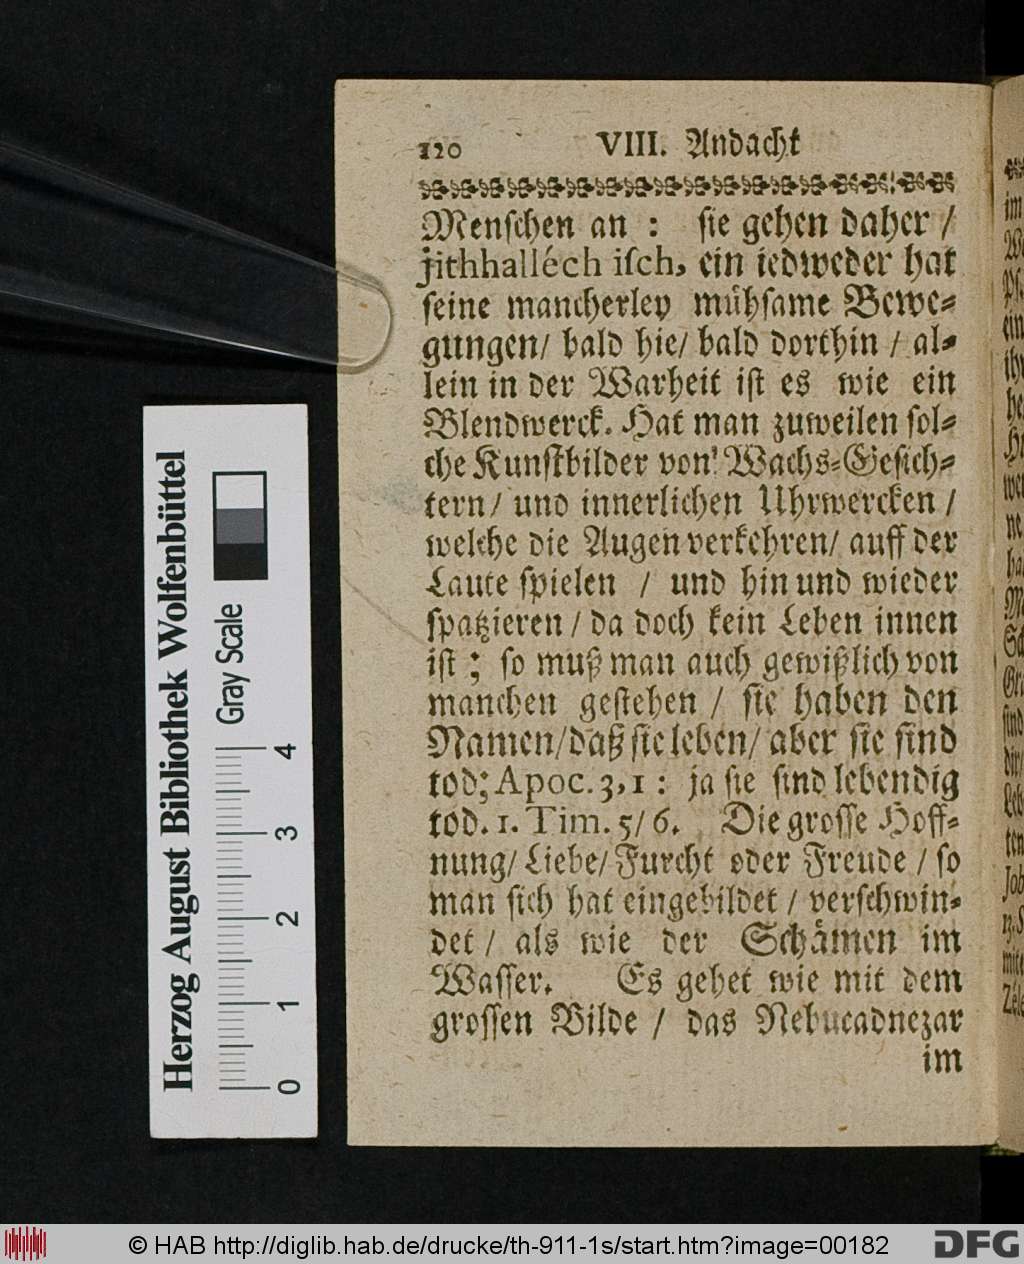 120 VIII. Andacht
Menschen an : sie gehen daher /
jithhalléch isch, ein iedweder hat
seine mancherley mühsame Bewe-
gungen/ bald hie/ bald dorthin / al-
lein in der Warheit ist es wie ein
Blendwerck. Hat man zuweilen sol-
che Kunstbilder von Wachs-Gesich-
tern / und innerlichen Uhrwercken /
welche die Augen verkehren/ auff der
Laute spielen / und hin und wieder
spatzieren / da doch kein Leben innen
ist ; so muß man auch gewißlich von
manchen gestehen / sie haben den
Namen/ daß sie leben/ aber sie sind
tod; Apoc. 3,1 : ja sie sind lebendig
tod. 1. Tim. 5/6. Die grosse Hoff-
nung/ Liebe/ Furcht oder Freude / so
man sich hat eingebildet / verschwin-
det / als wie der Schämen im
Wasser. Es gehet wie mit dem
grossen Bilde / das Nebucadnezar
im
Herzog August Bibliothek Wolfenbüttel
Gray Scale
0 1 2 3 4
© HAB http://diglib.hab.de/drucke/th-911-1s/start.htm?image=00182
DFG